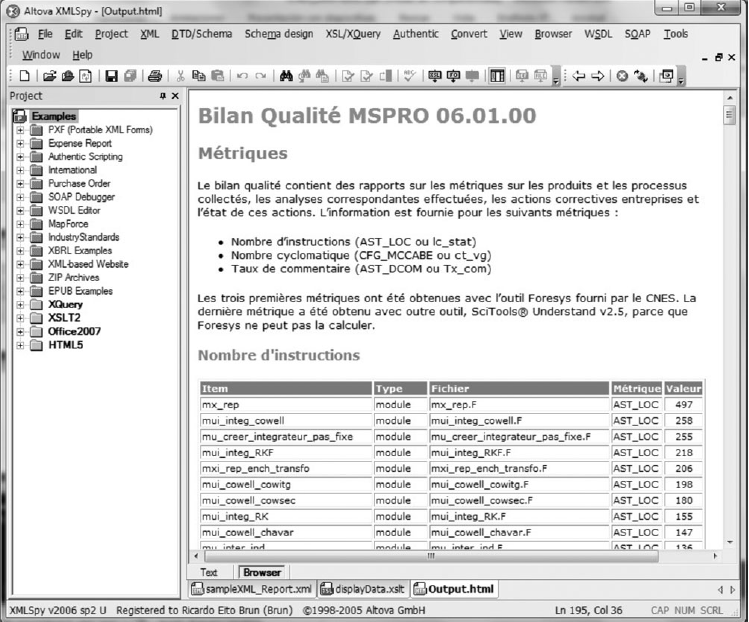 Altova XMLSpy - [Output.html]
File Edit Project XML DTD/Schema Schema design XSL/XQuery Authentic Convert View Browser WSDL SOAP Tools
Window Help
Project
Examples
PXF (Portable XML Forms)
Expense Report
Authentic Scripting
International
Purchase Order
SOAP Debugger
WSDL Editor
MapForce
IndustryStandards
XBRL Examples
XML-based Website
ZIP Archives
EPUB Examples
XQuery
XSLT2
Office2007
HTML5
Bilan Qualité MSPRO 06.01.00
Métriques
Le bilan qualité contien des rapports sur les métriques sur les produits et les processus
collectés, les analyses correspondantes effectuées, les actions correctives entreprises et
l'état de ces actions. L'information est fournie pour les suivants métriques :
• Nombre d'instructions (AST_LOC ou lc_stat)
• Nombre cyclomatique (CFG_MCCABE ou ct_vg)
• Taux de commentaire (AST_DCOM ou Tx_com)
Les trois premières métriques ont été obtenues avec l'outil Foresys fourni par le CNES. La
dernière métrique a été obtenu avec outre outil, SciTools® Understand v2.5, parce que
Foresys ne peut pas la calculer.
Nombre d'instructions
Item Type Fichier Métrique Valeur
mx_rep module mx_rep.F AST_LOC 497
mui_integ_cowell module mui_integ_cowell.F AST_LOC 258
mu_creer_integrateur_pas_fixe module mu_creer_integrateur_pas_fixe.F AST_LOC 255
mui_integ_RKF module mui_integ_RKF.F AST_LOC 218
mxi_rep_ench_transfo module mxi_rep_ench_transfo.F AST_LOC 206
mui_cowell_cowitg module mui_cowell_cowitg.F AST_LOC 198
mui_cowell_cowsec module mui_cowell_cowsec.F AST_LOC 180
mui_integ_RK module mui_integ_RK.F AST_LOC 155
mui_cowell_chavar module mui_cowell_chavar.F AST_LOC 147
mu_inter_ind module mu_inter_ind.F AST_LOC 136
Text Browser
sampleXML_Report.xml displayData.xslt Output.html
XMLSpy v2006 sp2 U Registered to Ricardo Eito Brun (Brun) ©1998-2005 Altova GmbH Ln 195, Col 36 CAP NUM SCRL